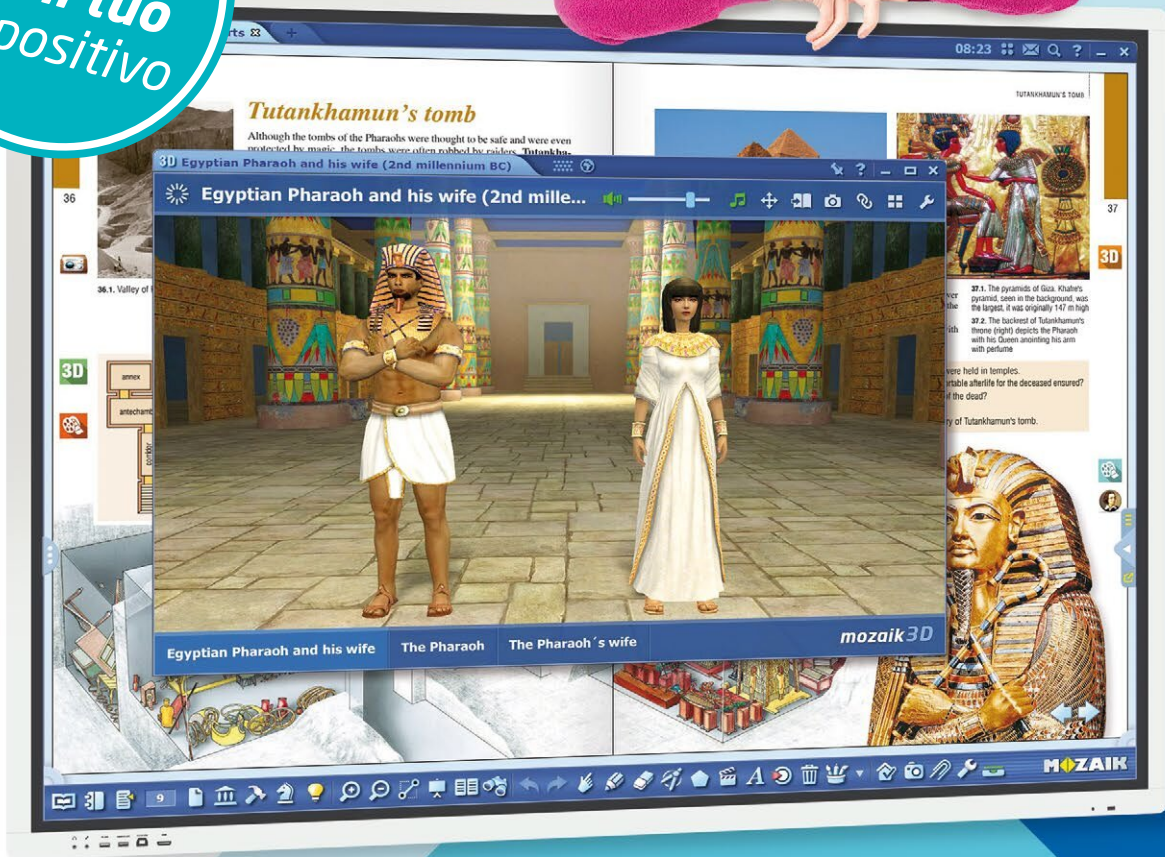 tuo
positivo
rts
+
08:23
?
Tutankhamun's tomb
Although the tombs of the Pharaohs were thought to be safe and were even
protected by magic, the tombs were often robbed by raiders. Tutankha-
TUTANKHAMUN'S TOMB
3D Egyptian Pharaoh and his wife (2nd millennium BC)
?
Egyptian Pharaoh and his wife (2nd mille...
36
37
36.1. Valley of
3D
37.1. The pyramids of Giza. Khafre's
pyramid, seen in the background, was
the largest, it was originally 147 m high
37.2. The backrest of Tutankhamun's
throne (right) depicts the Pharaoh
with his Queen anointing his arm
with perfume
3D
annex
corridor
were held in temples.
afterlife for the deceased ensured?
of the dead?
of Tutankhamun's tomb.
Egyptian Pharaoh and his wife
The Pharaoh
The Pharaoh´s wife
mozaik3D
9
A
MOZAIK